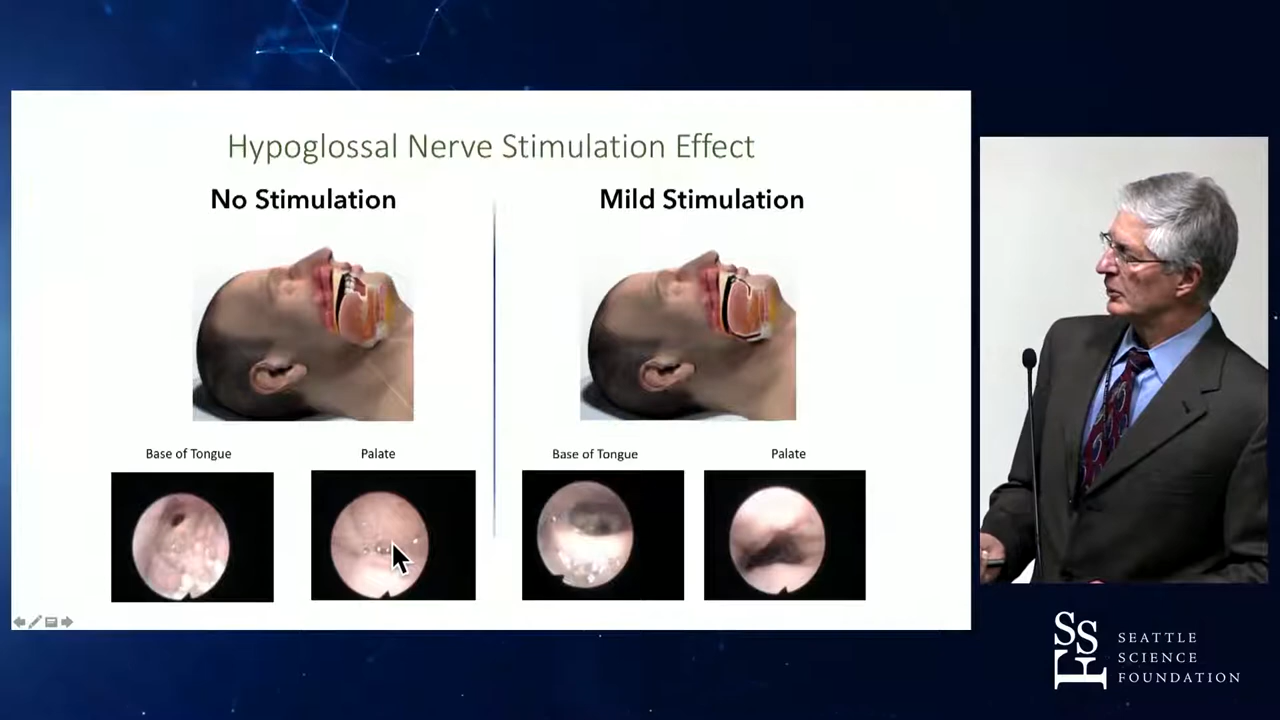 Hypoglossal Nerve Stimulation Effect
No Stimulation
Mild Stimulation
Base of Tongue
Palate
Base of Tongue
Palate
SSF
SEATTLE
SCIENCE
FOUNDATION